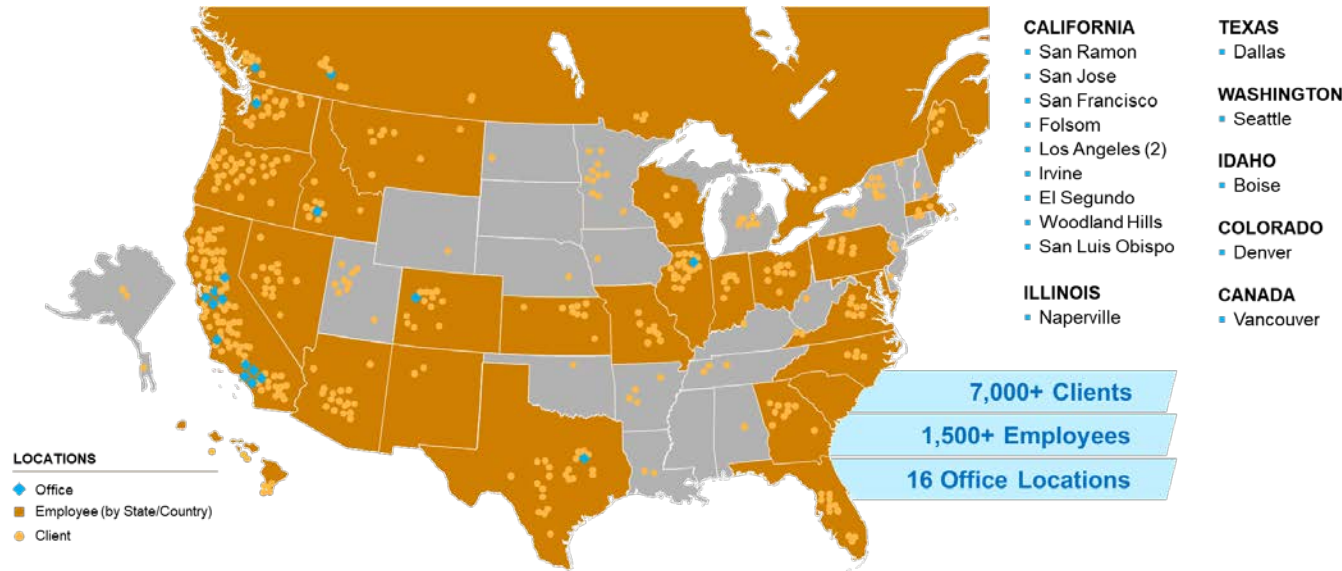 CALIFORNIA
San Ramon
San Jose
San Francisco
Folsom
Los Angeles (2)
Irvine
El Segundo
Woodland Hills
San Luis Obispo
ILLINOIS
Naperville
TEXAS
Dallas
WASHINGTON
Seattle
IDAHO
Boise
COLORADO
Denver
CANADA
Vancouver
7,000+ Clients
1,500+ Employees
16 Office Locations
LOCATIONS
Office
Employee (by State/Country)
Client